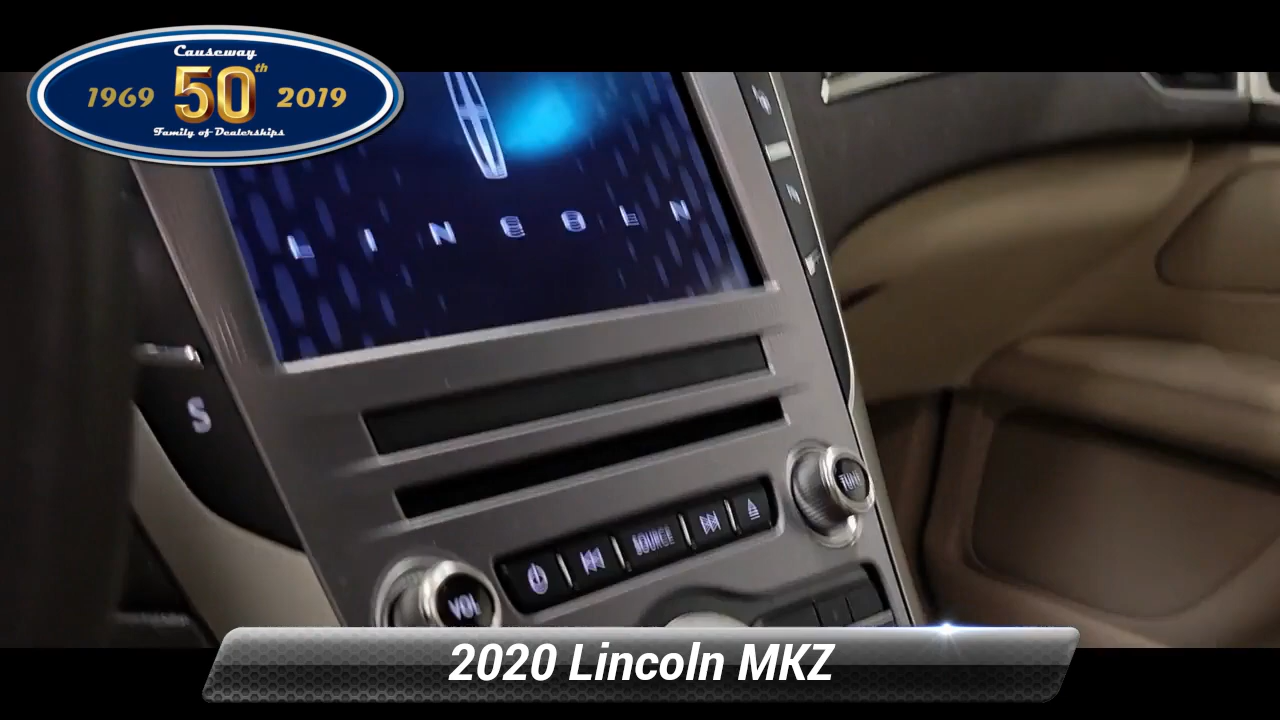 Causeway
1969 50th 2019
Family of Dealerships
LINCOLN
S
TUNE
SOURCE
VOL
2020 Lincoln MKZ